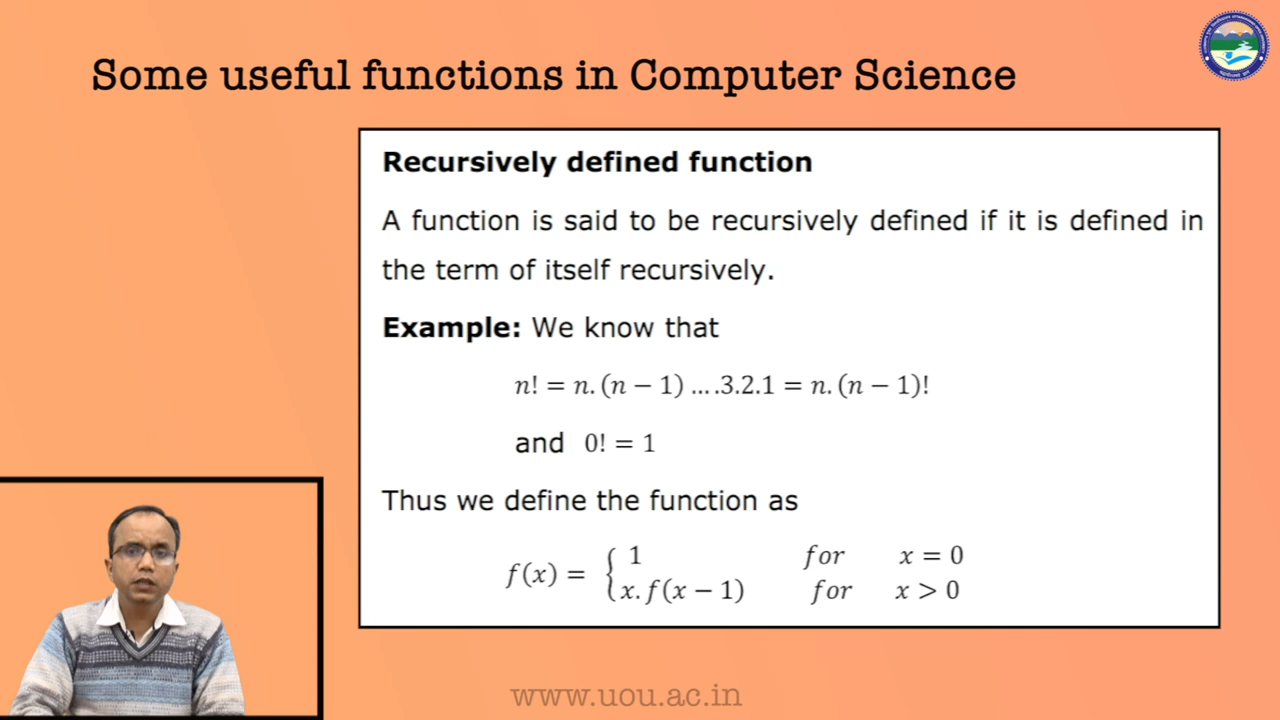 Some useful functions in Computer Science
Recursively defined function
A function is said to be recursively defined if it is defined in
the term of itself recursively.
Example: We know that
n! = n. (n − 1) ... .3.2.1 = n. (n − 1)!
and 0! = 1
Thus we define the function as
f(x) = { 1 for x = 0
x. f(x − 1) for x > 0
www.uou.ac.in